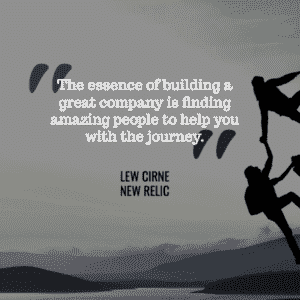 The essence of building a
great company is finding
amazing people to help you
with the journey.
LEW CIRNE
NEW RELIC